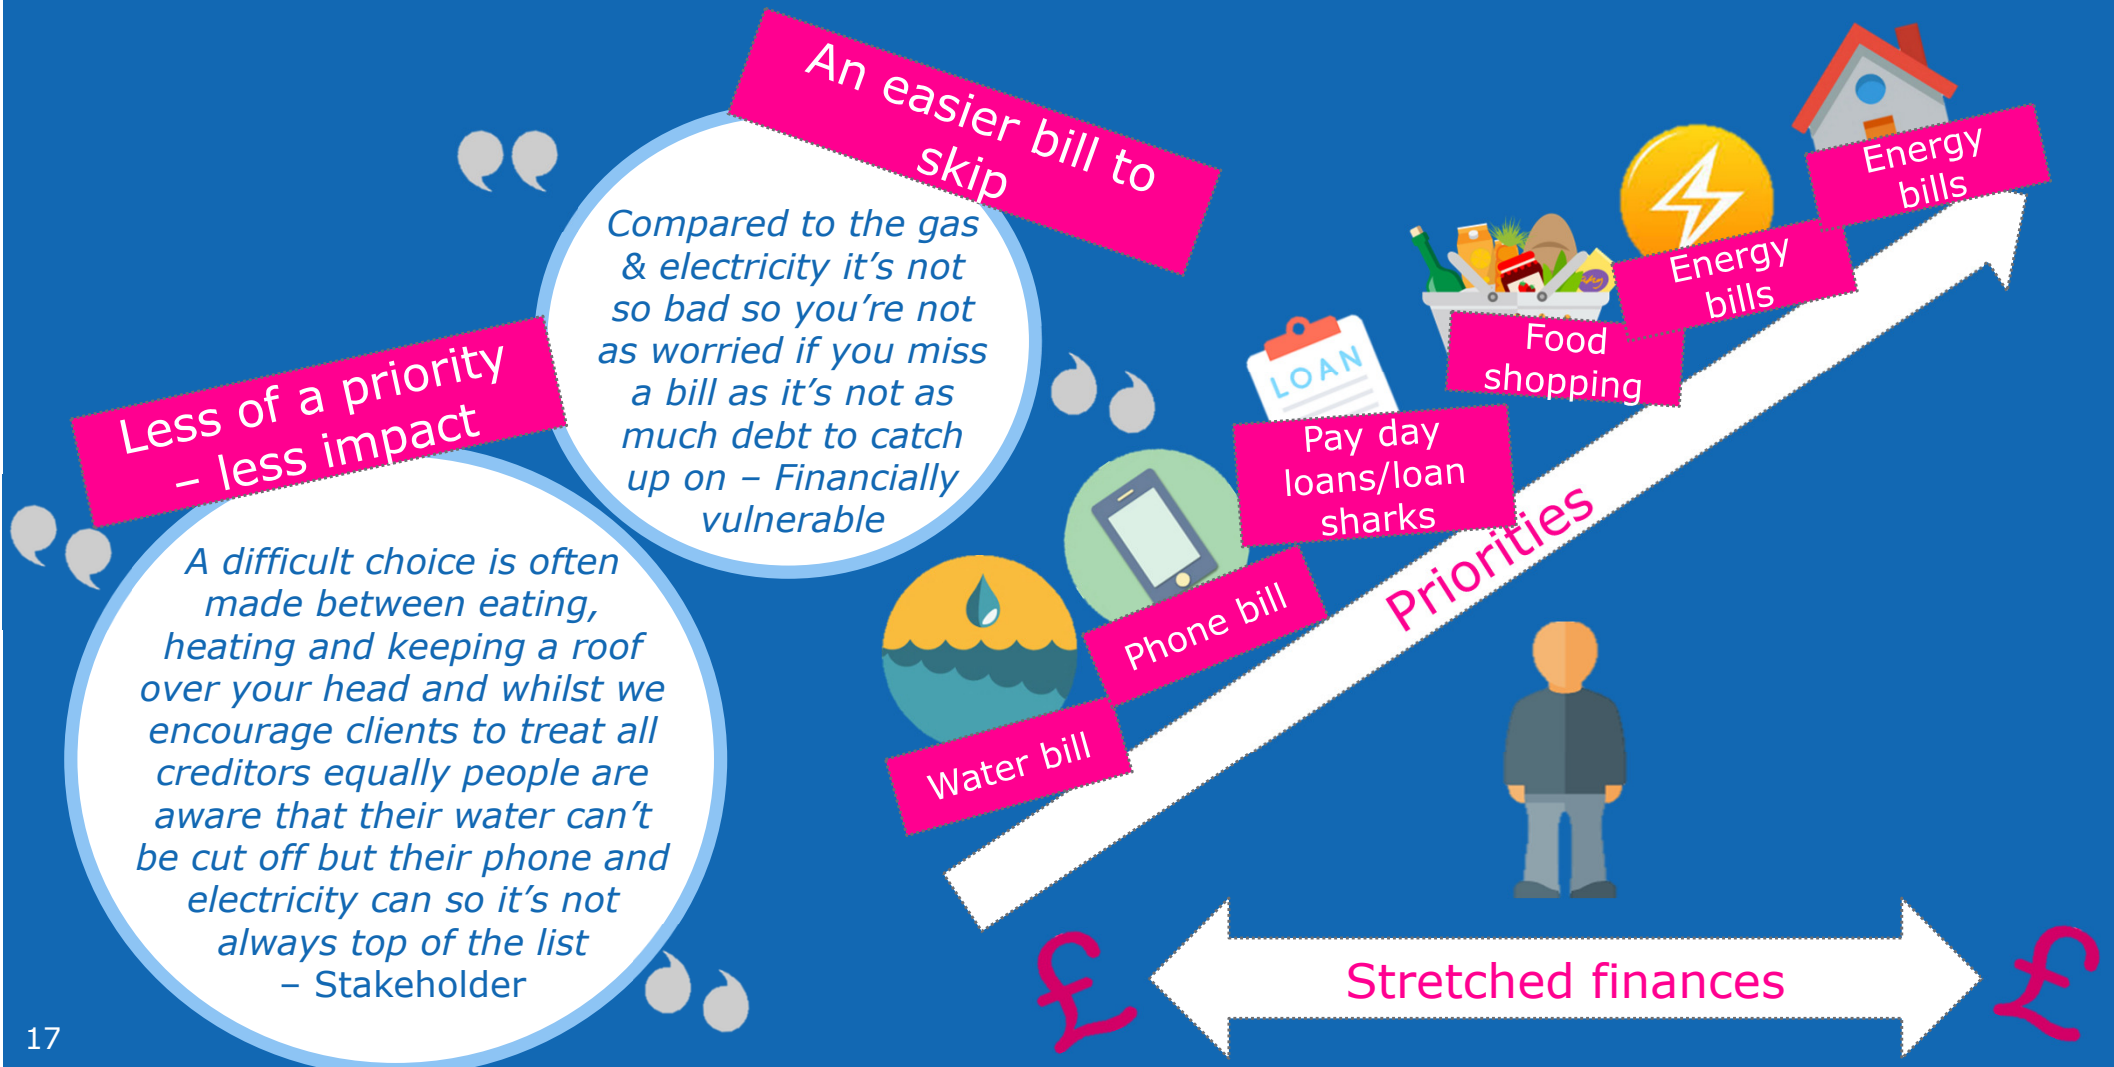 An easier bill to
skip
Compared to the gas
& electricity it’s not
so bad so you’re not
as worried if you miss
a bill as it’s not as
much debt to catch
up on – Financially
vulnerable
Less of a priority
– less impact
A difficult choice is often
made between eating,
heating and keeping a roof
over your head and whilst we
encourage clients to treat all
creditors equally people are
aware that their water can’t
be cut off but their phone and
electricity can so it’s not
always top of the list
– Stakeholder
Energy
bills
Energy
bills
Food
shopping
LOAN
Pay day
loans/loan
sharks
Phone bill
Water bill
Priorities
£
Stretched finances
£
17